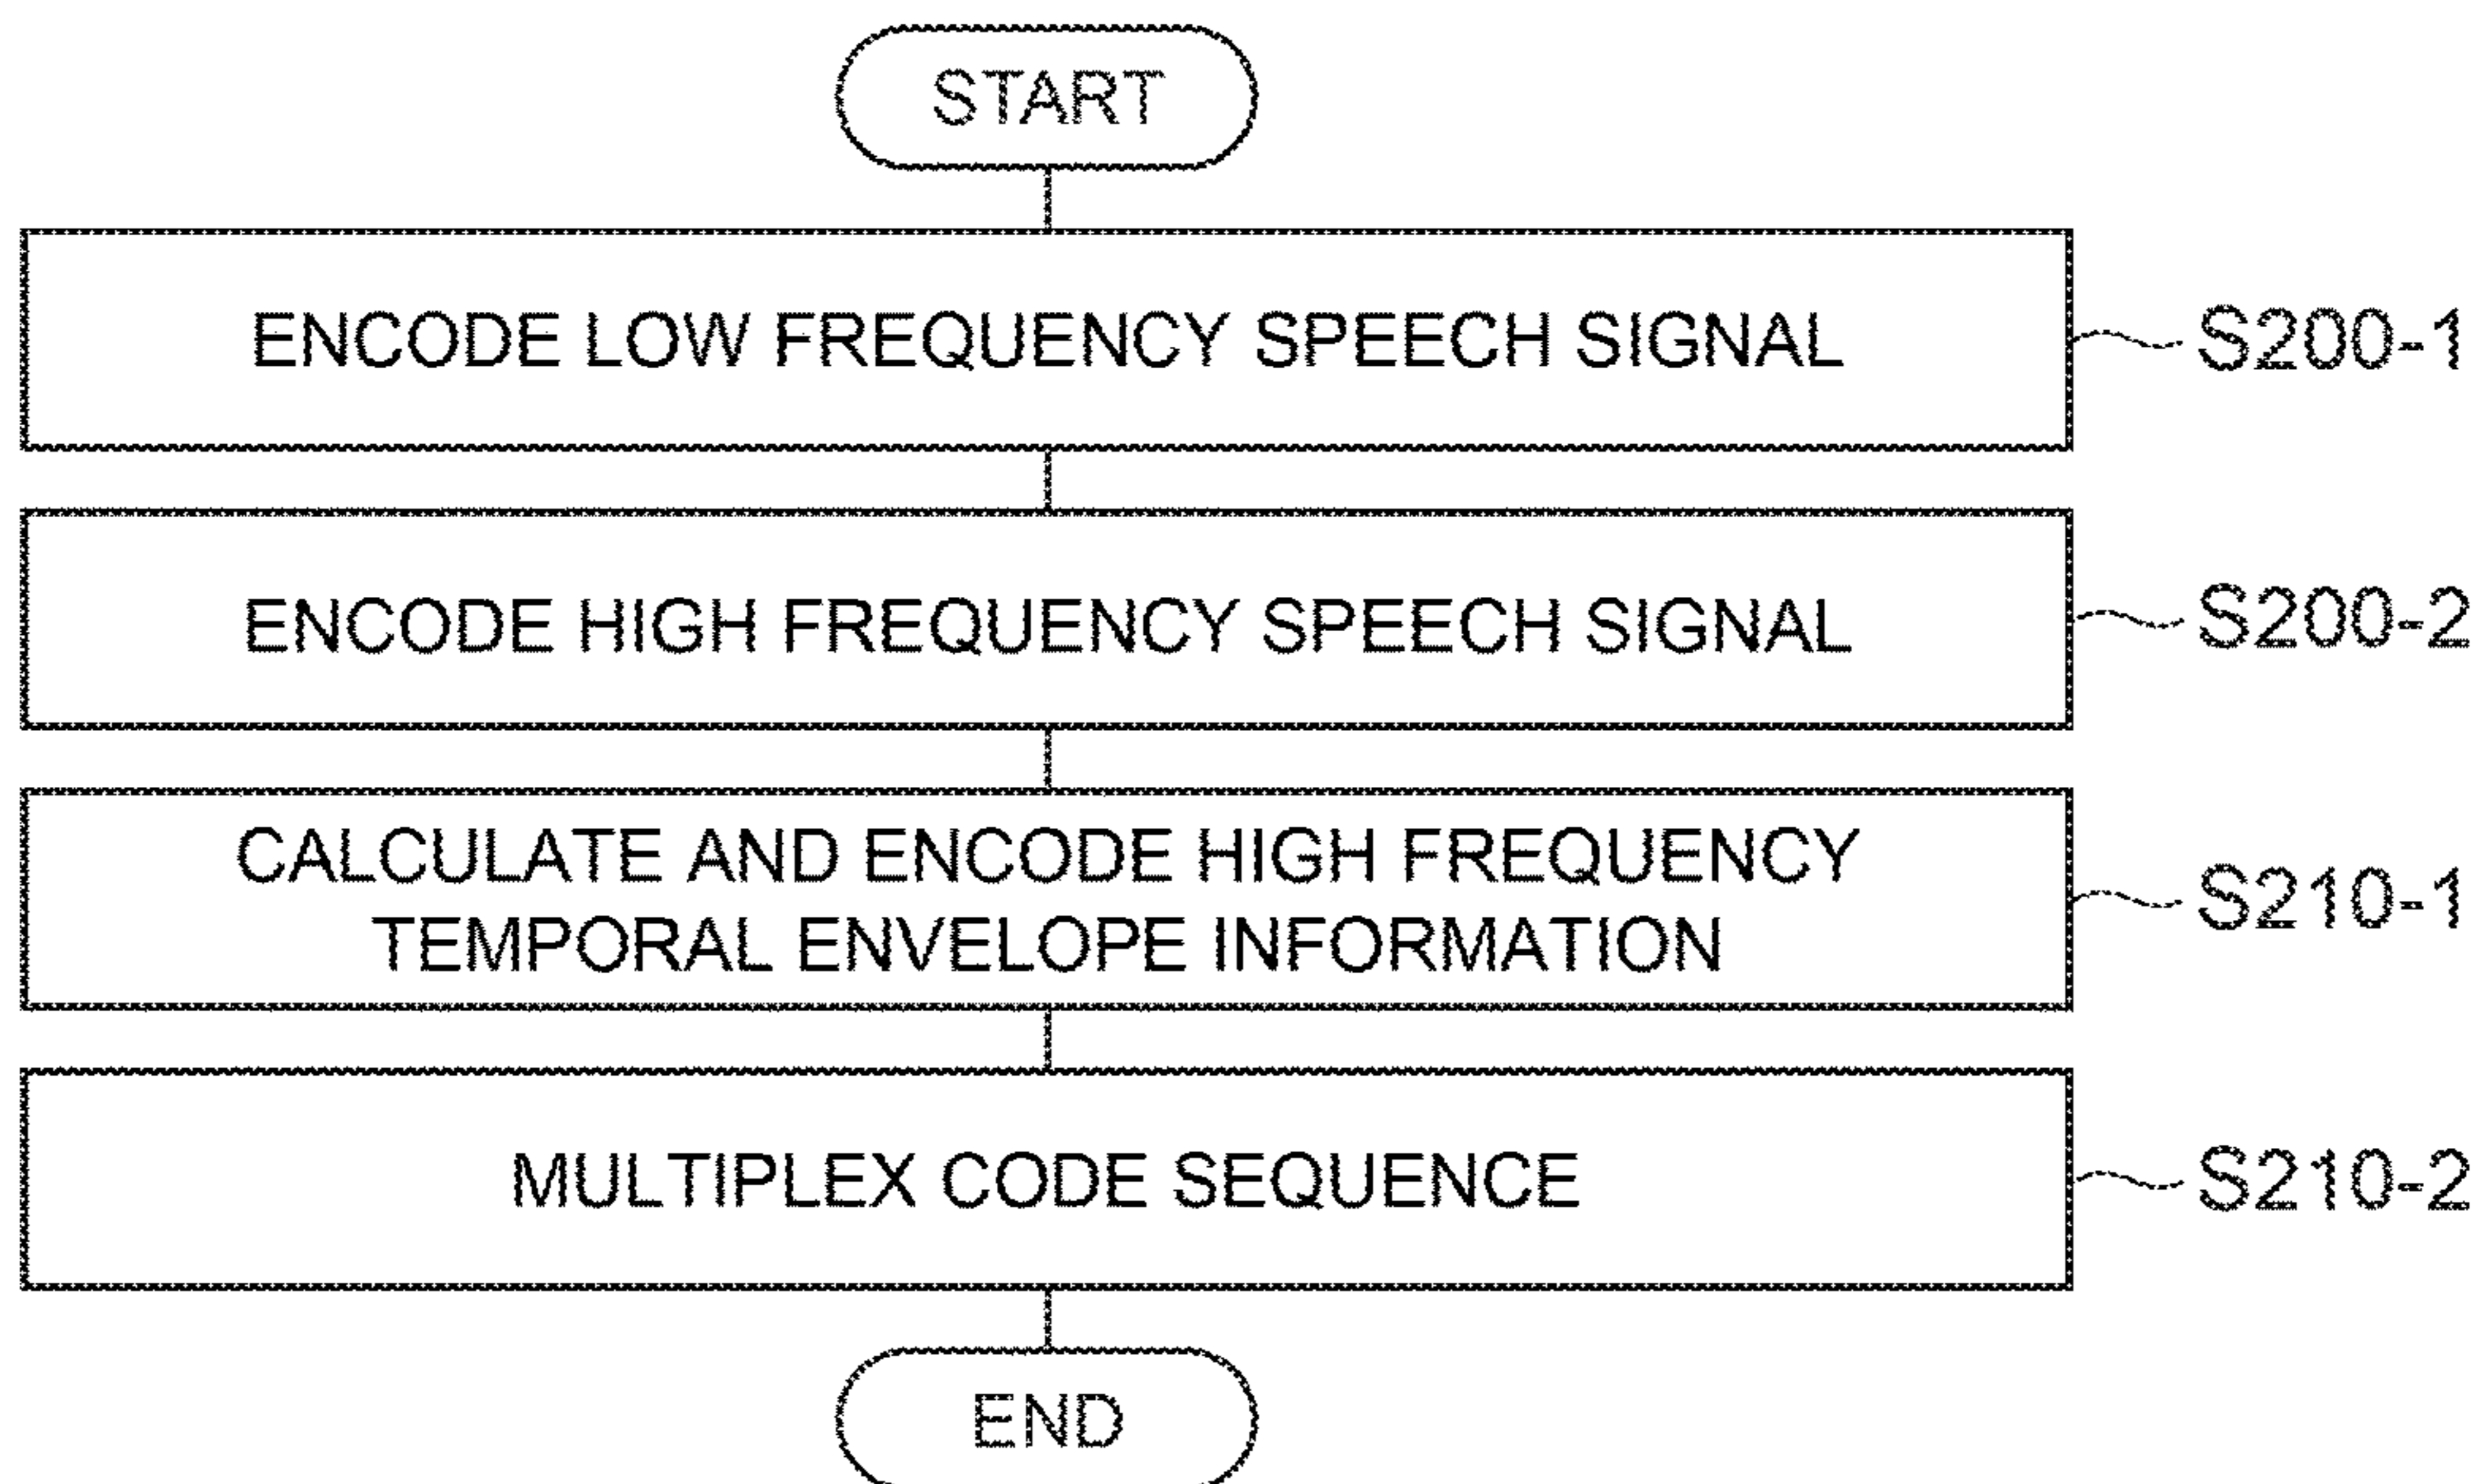 START
ENCODE LOW FREQUENCY SPEECH SIGNAL
S200-1
ENCODE HIGH FREQUENCY SPEECH SIGNAL
S200-2
CALCULATE AND ENCODE HIGH FREQUENCY
TEMPORAL ENVELOPE INFORMATION
S210-1
MULTIPLEX CODE SEQUENCE
S210-2
END